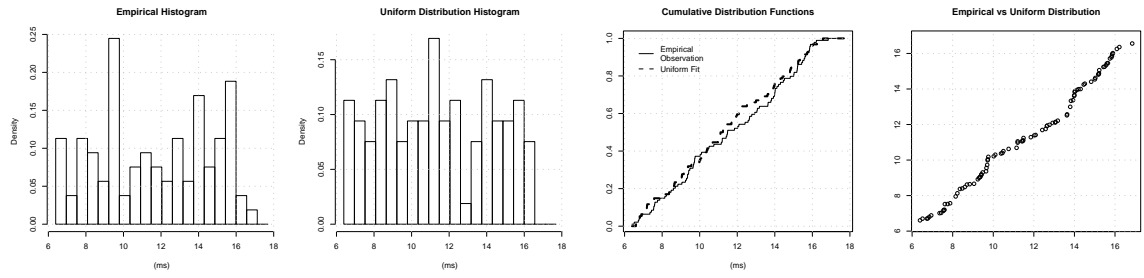 Empirical Histogram
Density
0.00 0.05 0.10 0.15 0.20 0.25
6 8 10 12 14 16 18
(ms)
Uniform Distribution Histogram
Density
0.00 0.05 0.10 0.15
6 8 10 12 14 16 18
(ms)
Cumulative Distribution Functions
Empirical
Observation
Uniform Fit
0.0 0.2 0.4 0.6 0.8 1.0
6 8 10 12 14 16 18
(ms)
Empirical vs Uniform Distribution
6 8 10 12 14 16
6 8 10 12 14 16